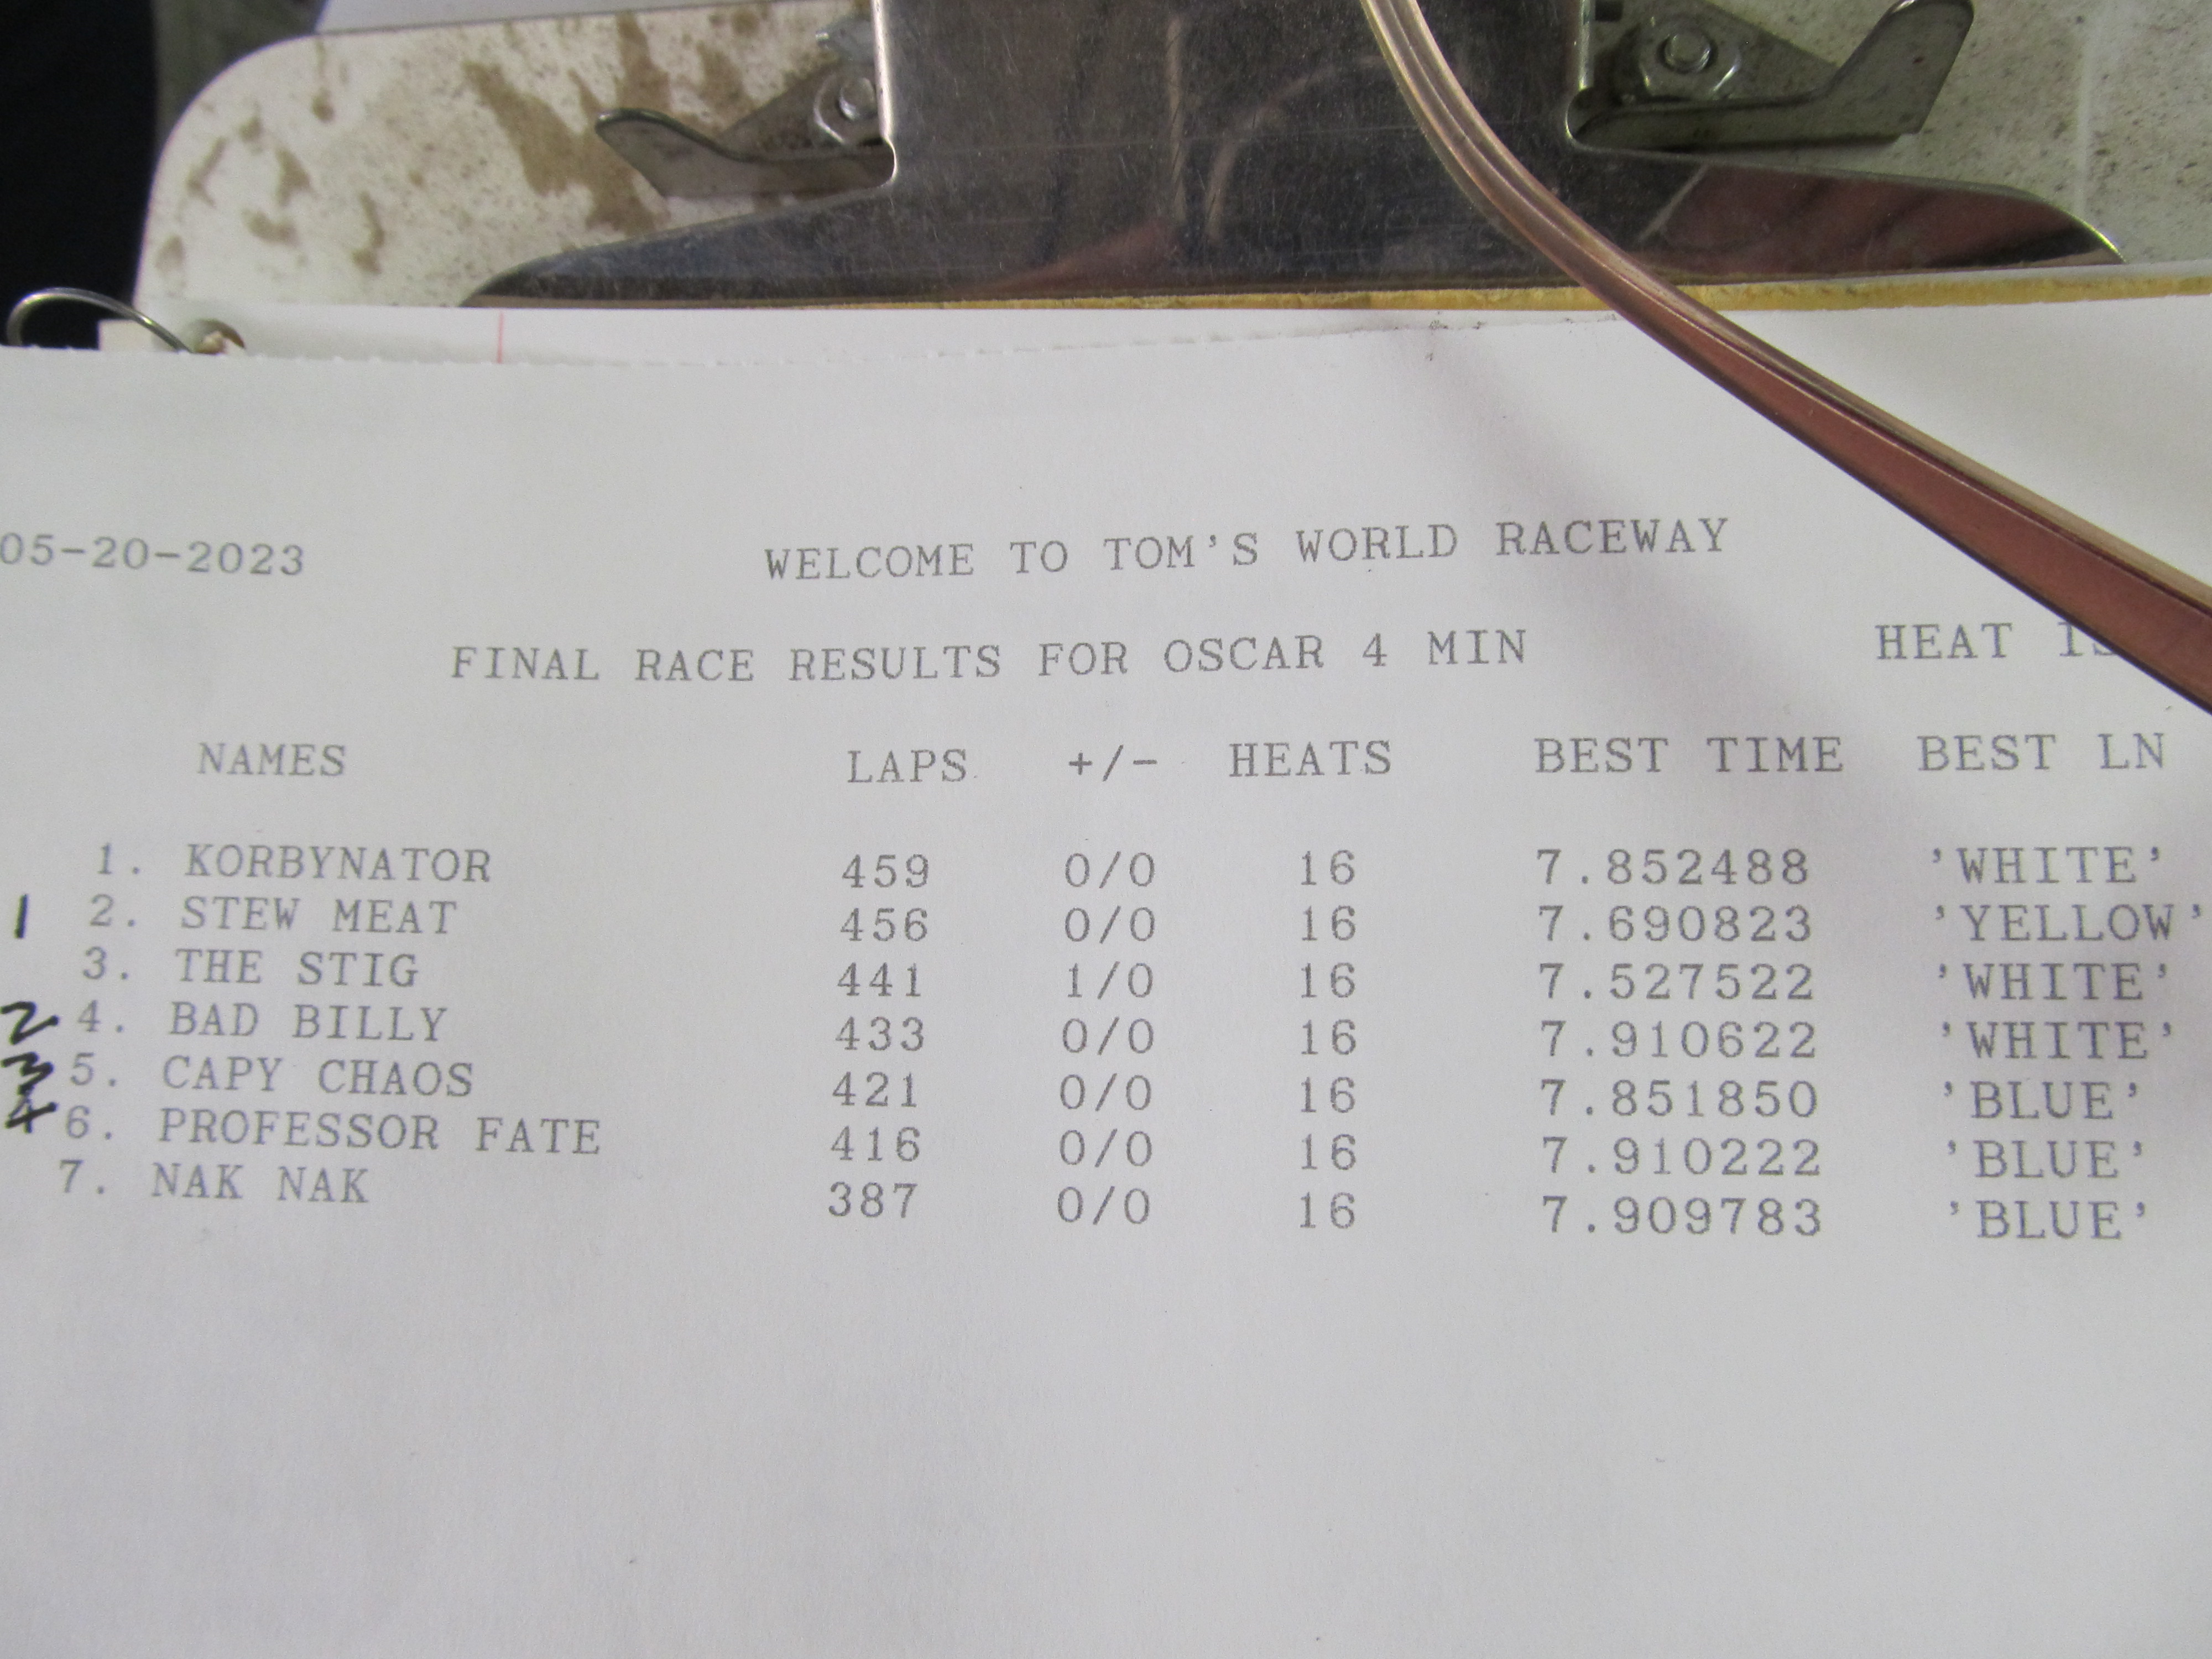 05-20-2023 WELCOME TO TOM'S WORLD RACEWAY
FINAL RACE RESULTS FOR OSCAR 4 MIN HEAT
NAMES LAPS +/- HEATS BEST TIME BEST LN
1. KORBYNATOR 459 0/0 16 7.852488 'WHITE'
1 2. STEW MEAT 456 0/0 16 7.690823 'YELLOW'
3. THE STIG 441 1/0 16 7.527522 'WHITE'
2 4. BAD BILLY 433 0/0 16 7.910622 'WHITE'
3 5. CAPY CHAOS 421 0/0 16 7.851850 'BLUE'
4 6. PROFESSOR FATE 416 0/0 16 7.910222 'BLUE'
7. NAK NAK 387 0/0 16 7.909783 'BLUE'